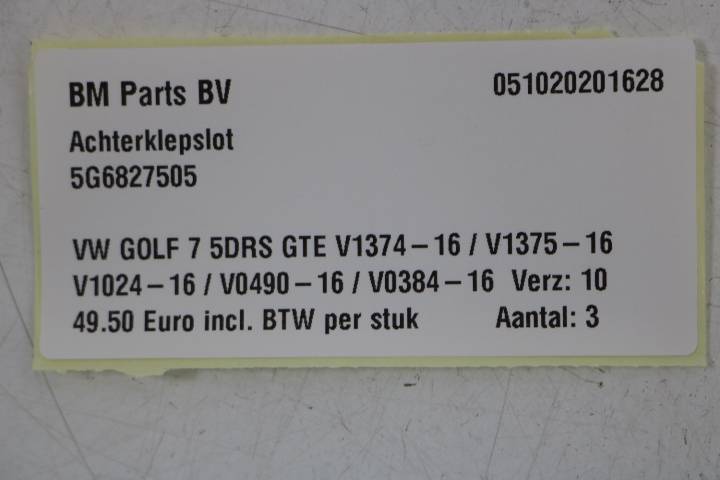 BM Parts BV 051020201628
Achterklepslot
5G6827505
VW GOLF 7 5DRS GTE V1374-16 / V1375-16
V1024-16 / V0490-16 / V0384-16 Verz: 10
49.50 Euro incl. BTW per stuk Aantal: 3